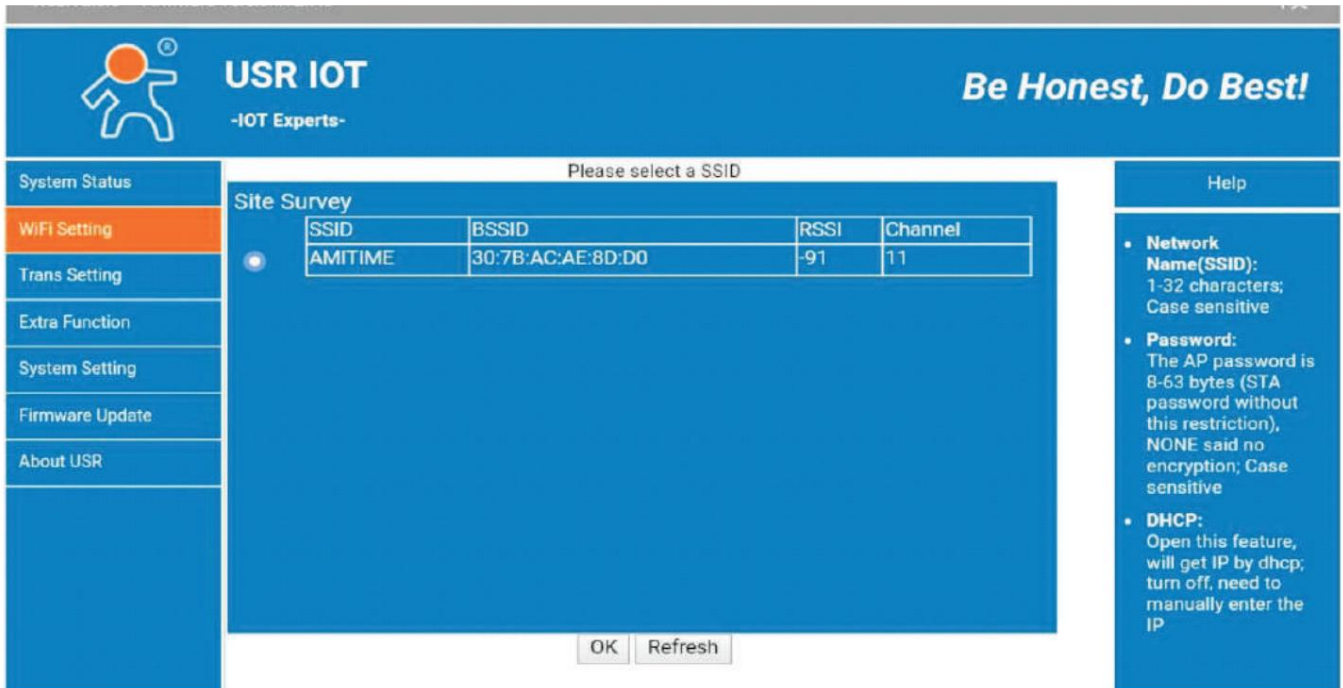 ®
USR IOT
-IOT Experts-
Be Honest, Do Best!
System Status
WiFi Setting
Trans Setting
Extra Function
System Setting
Firmware Update
About USR
Please select a SSID
Site Survey
SSID BSSID RSSI Channel
AMITIME 30:7B:AC:AE:8D:D0 -91 11
OK Refresh
Help
• Network
Name(SSID):
1-32 characters;
Case sensitive
• Password:
The AP password is
8-63 bytes (STA
password without
this restriction),
NONE said no
encryption; Case
sensitive
• DHCP:
Open this feature,
will get IP by dhcp;
turn off, need to
manually enter the
IP